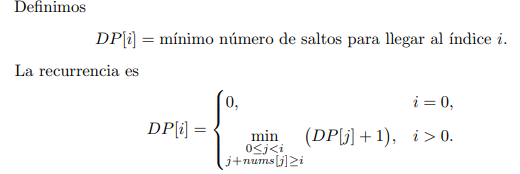 Definimos
DP[i] = mínimo número de saltos para llegar al índice i.
La recurrencia es
DP[i] = { 0, i = 0,
min 0≤j<i j+nums[j]≥i (DP[j] + 1), i > 0.